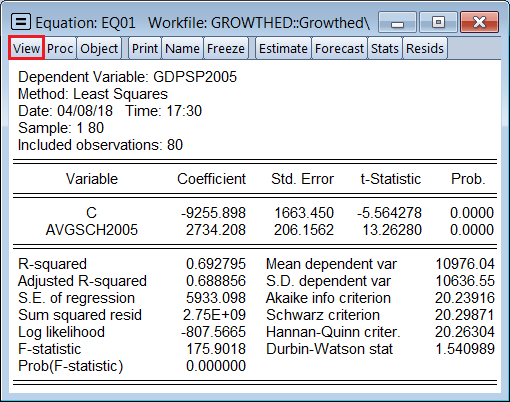 Equation: EQ01 Workfile: GROWTHED::Growthed\
View Proc Object Print Name Freeze Estimate Forecast Stats Resids
Dependent Variable: GDPSP2005
Method: Least Squares
Date: 04/08/18 Time: 17:30
Sample: 1 80
Included observations: 80
Variable Coefficient Std. Error t-Statistic Prob.
C -9255.898 1663.450 -5.564278 0.0000
AVGSCH2005 2734.208 206.1562 13.26280 0.0000
R-squared 0.692795 Mean dependent var 10976.04
Adjusted R-squared 0.688856 S.D. dependent var 10636.55
S.E. of regression 5933.098 Akaike info criterion 20.23916
Sum squared resid 2.75E+09 Schwarz criterion 20.29871
Log likelihood -807.5665 Hannan-Quinn criter. 20.26304
F-statistic 175.9018 Durbin-Watson stat 1.540989
Prob(F-statistic) 0.000000